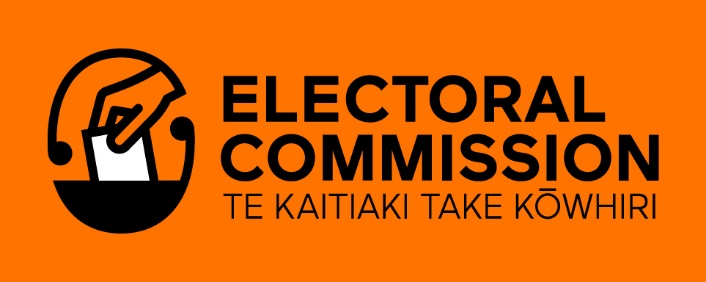 ELECTORAL
COMMISSION
TE KAITIAKI TAKE KŌWHIRI